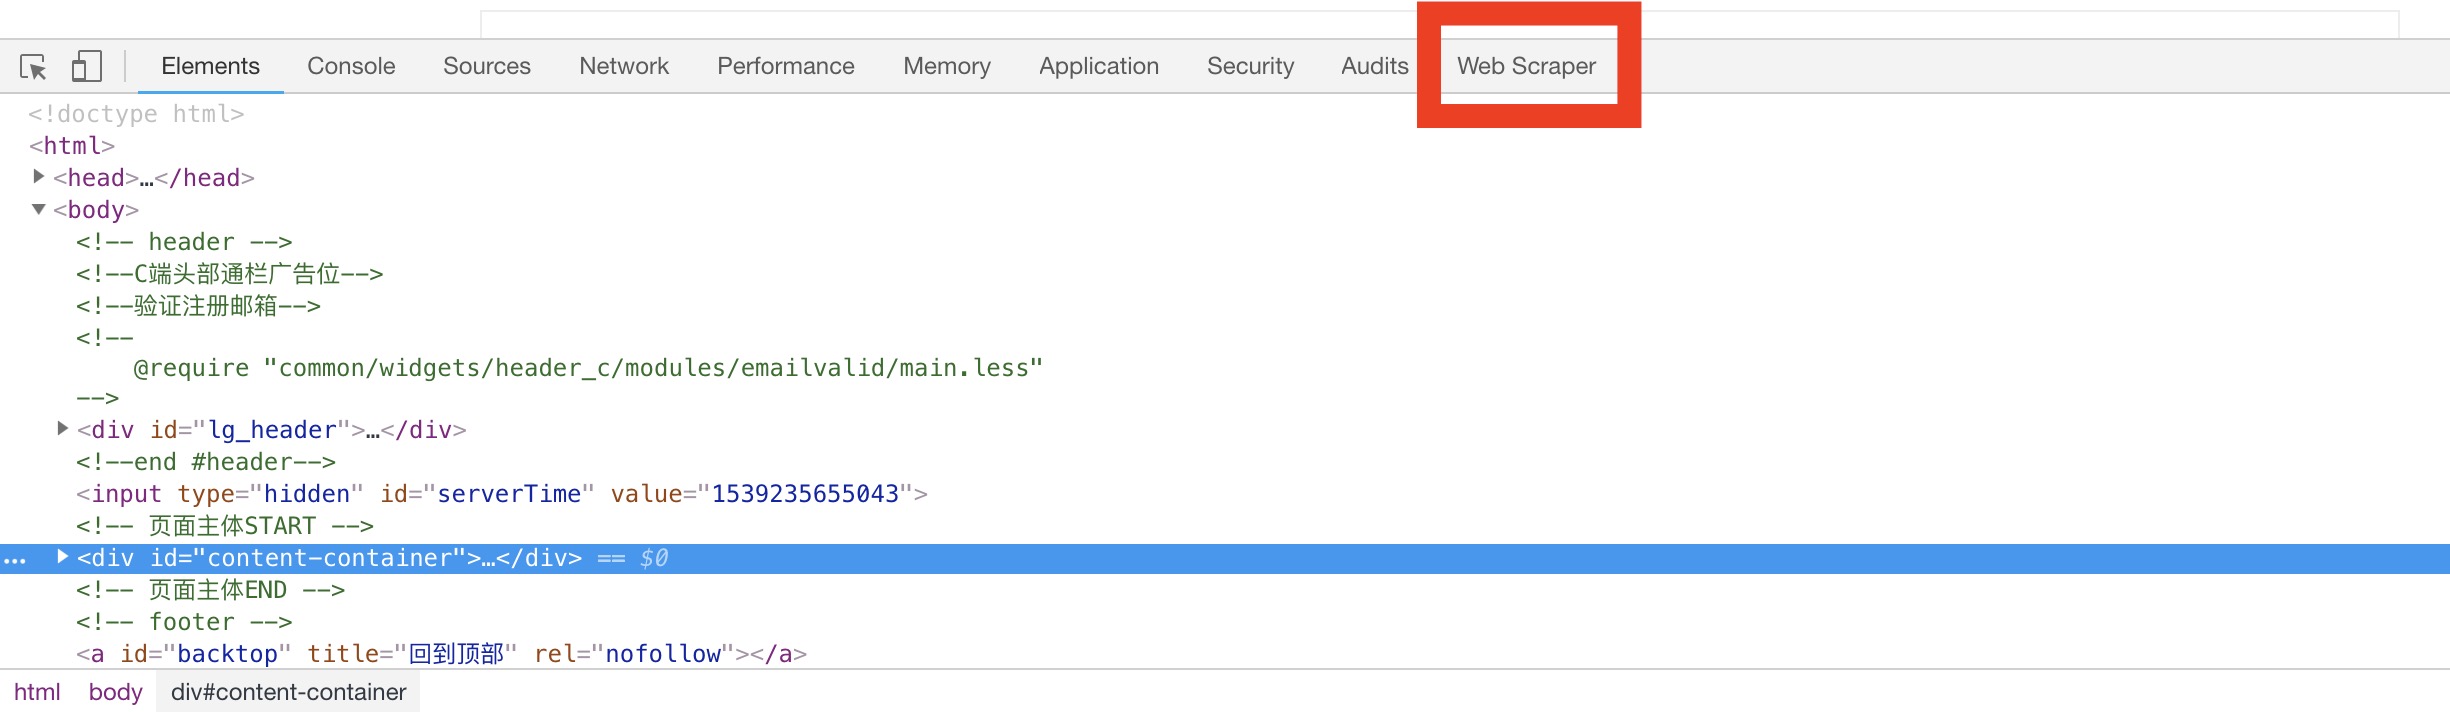 Elements Console Sources Network Performance Memory Application Security Audits Web Scraper
<!doctype html>
<html>
<head>…</head>
<body>
<!-- header -->
<!--C端头部通栏广告位-->
<!--验证注册邮箱-->
<!--
@require "common/widgets/header_c/modules/emailvalid/main.less"
-->
<div id="lg_header">…</div>
<!--end #header-->
<input type="hidden" id="serverTime" value="1539235655043">
<!-- 页面主体START -->
... <div id="content-container">…</div> == $0
<!-- 页面主体END -->
<!-- footer -->
<a id="backtop" title="回到顶部" rel="nofollow"></a>
html body div#content-container